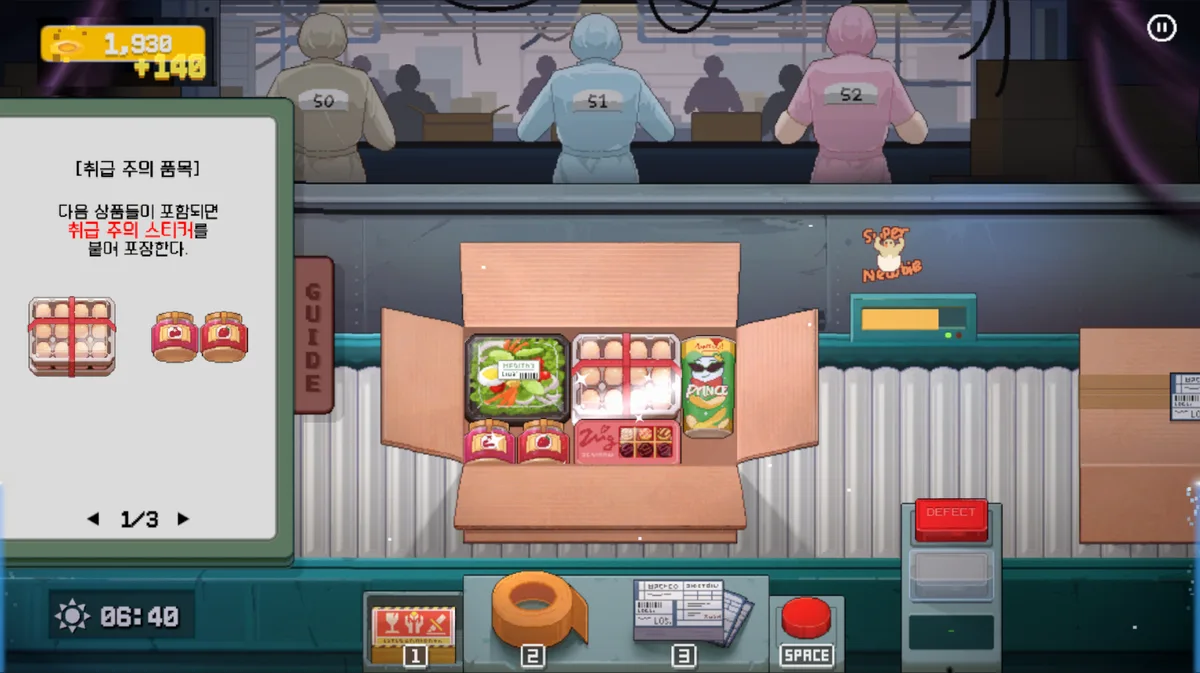 1,930
+140
50
51
52
[취급 주의 품목]
다음 상품들이 포함되면
취급 주의 스티커를
붙여 포장한다.
1/3
GUIDE
Super
Newbie
PRINCE
DEFECT
06:40
1
2
3
SPACE